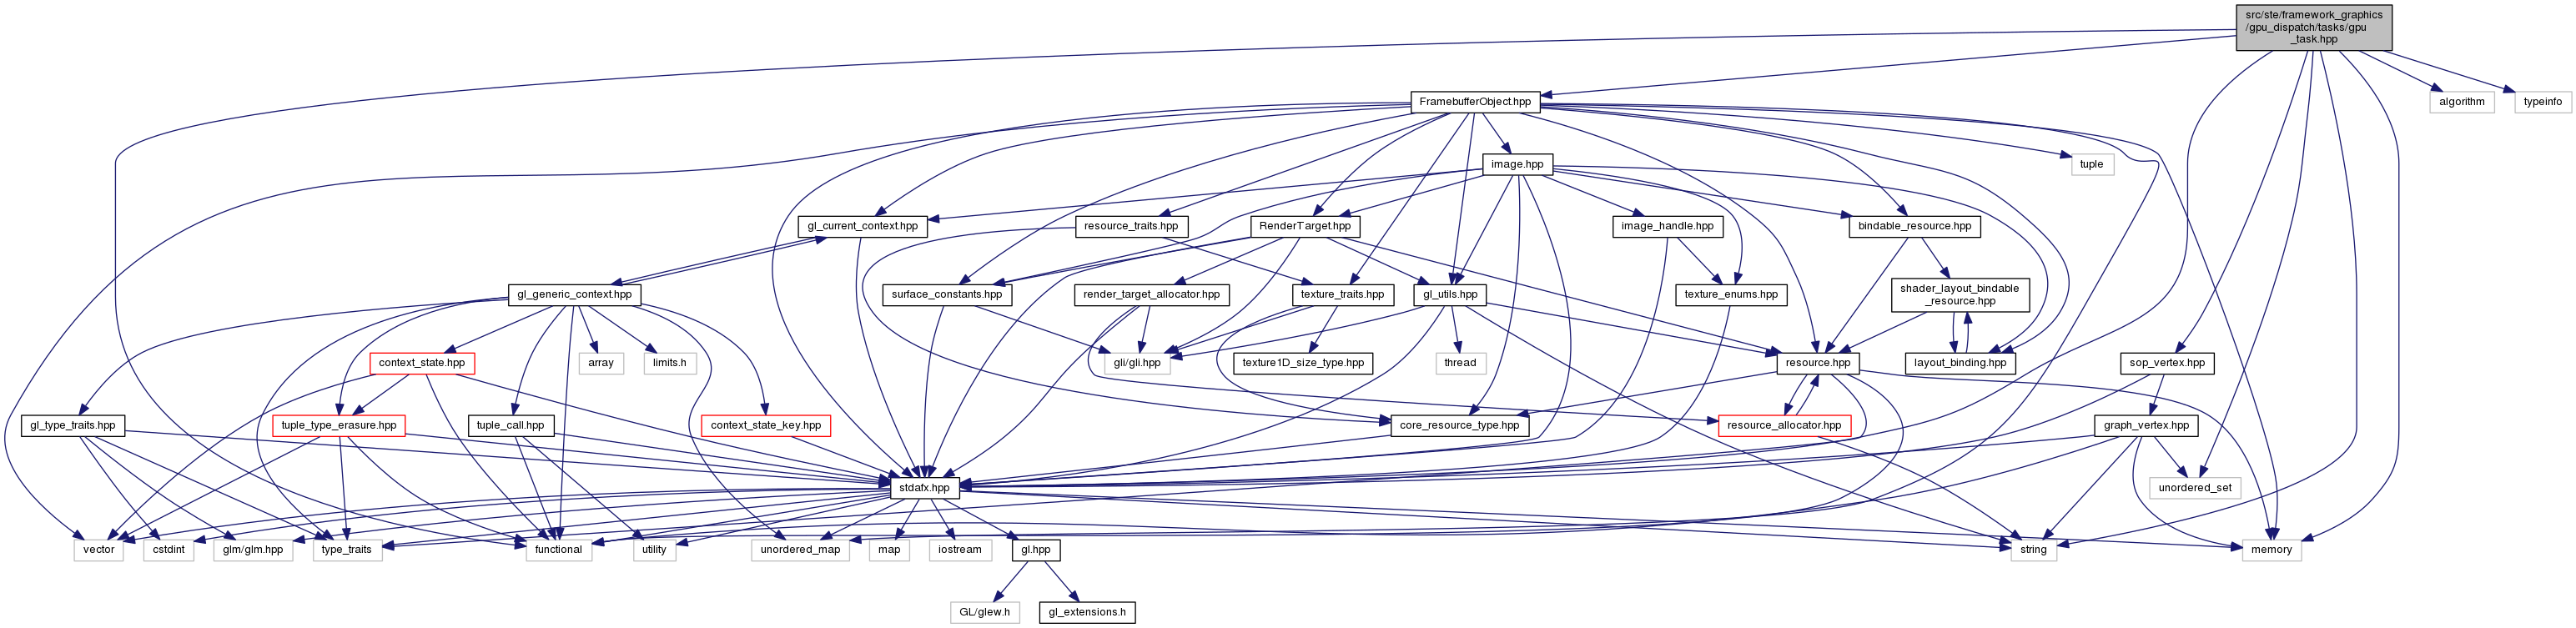 src/ste/framework_graphics
/gpu_dispatch/tasks/gpu
_task.hpp
FramebufferObject.hpp
algorithm
typeinfo
image.hpp
tuple
gl_current_context.hpp
resource_traits.hpp
RenderTarget.hpp
image_handle.hpp
bindable_resource.hpp
gl_generic_context.hpp
surface_constants.hpp
render_target_allocator.hpp
texture_traits.hpp
gl_utils.hpp
texture_enums.hpp
shader_layout_bindable
_resource.hpp
context_state.hpp
array
limits.h
gli/gli.hpp
texture1D_size_type.hpp
thread
resource.hpp
layout_binding.hpp
sop_vertex.hpp
gl_type_traits.hpp
tuple_type_erasure.hpp
tuple_call.hpp
context_state_key.hpp
core_resource_type.hpp
resource_allocator.hpp
graph_vertex.hpp
stdafx.hpp
unordered_set
vector
cstdint
glm/glm.hpp
type_traits
functional
utility
unordered_map
map
iostream
gl.hpp
string
memory
GL/glew.h
gl_extensions.h